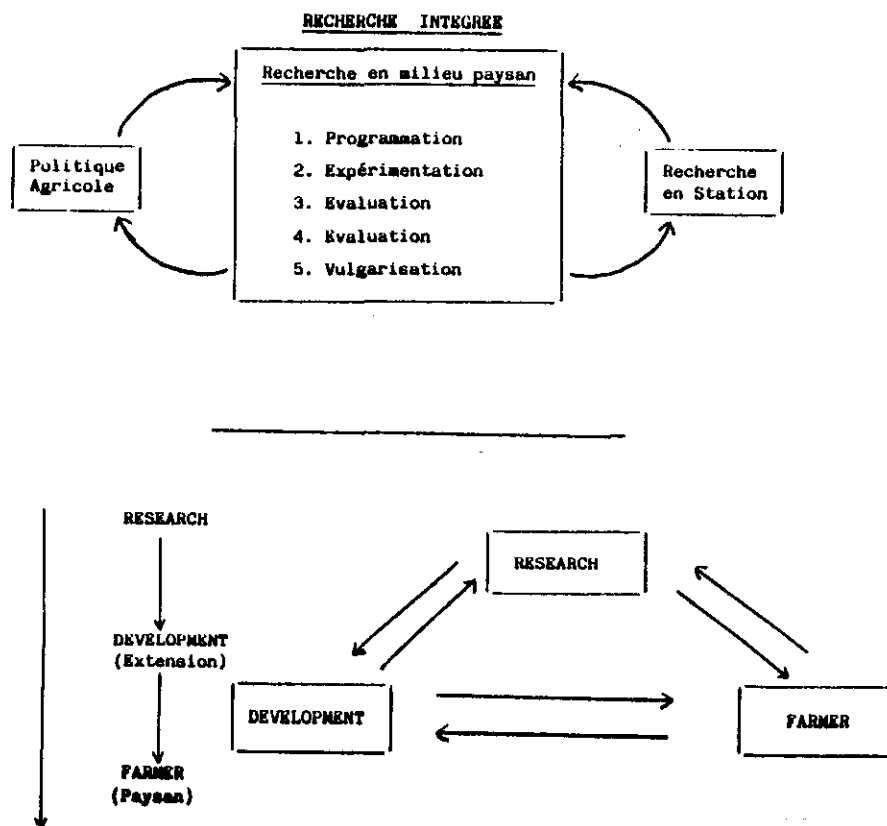 RECHERCHE INTEGREE
Recherche en milieu paysan
1. Programmation
2. Expérimentation
3. Evaluation
4. Evaluation
5. Vulgarisation
Politique
Agricole
Recherche
en Station
RESEARCH
DEVELOPMENT
(Extension)
FARMER
(Paysan)
RESEARCH
DEVELOPMENT
FARMER